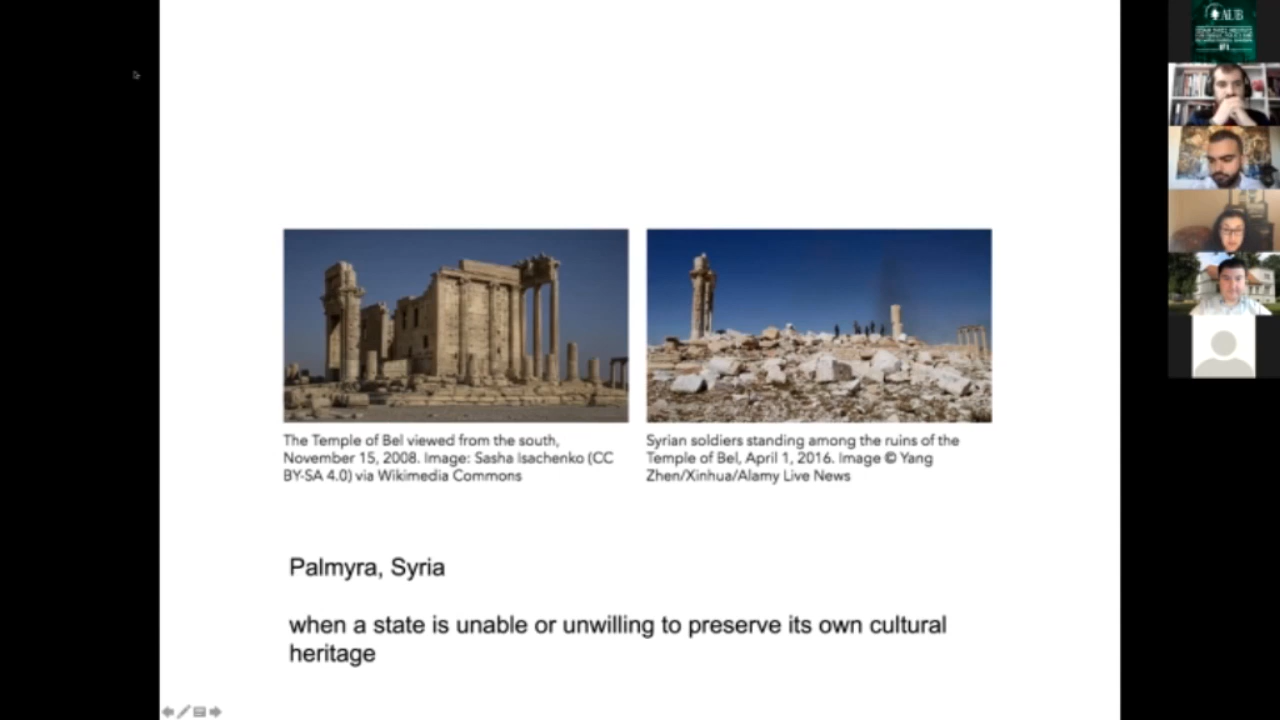 AUB
The Temple of Bel viewed from the south,
November 15, 2008. Image: Sasha Isachenko (CC
BY-SA 4.0) via Wikimedia Commons
Syrian soldiers standing among the ruins of the
Temple of Bel, April 1, 2016. Image © Yang
Zhen/Xinhua/Alamy Live News
Palmyra, Syria
when a state is unable or unwilling to preserve its own cultural
heritage